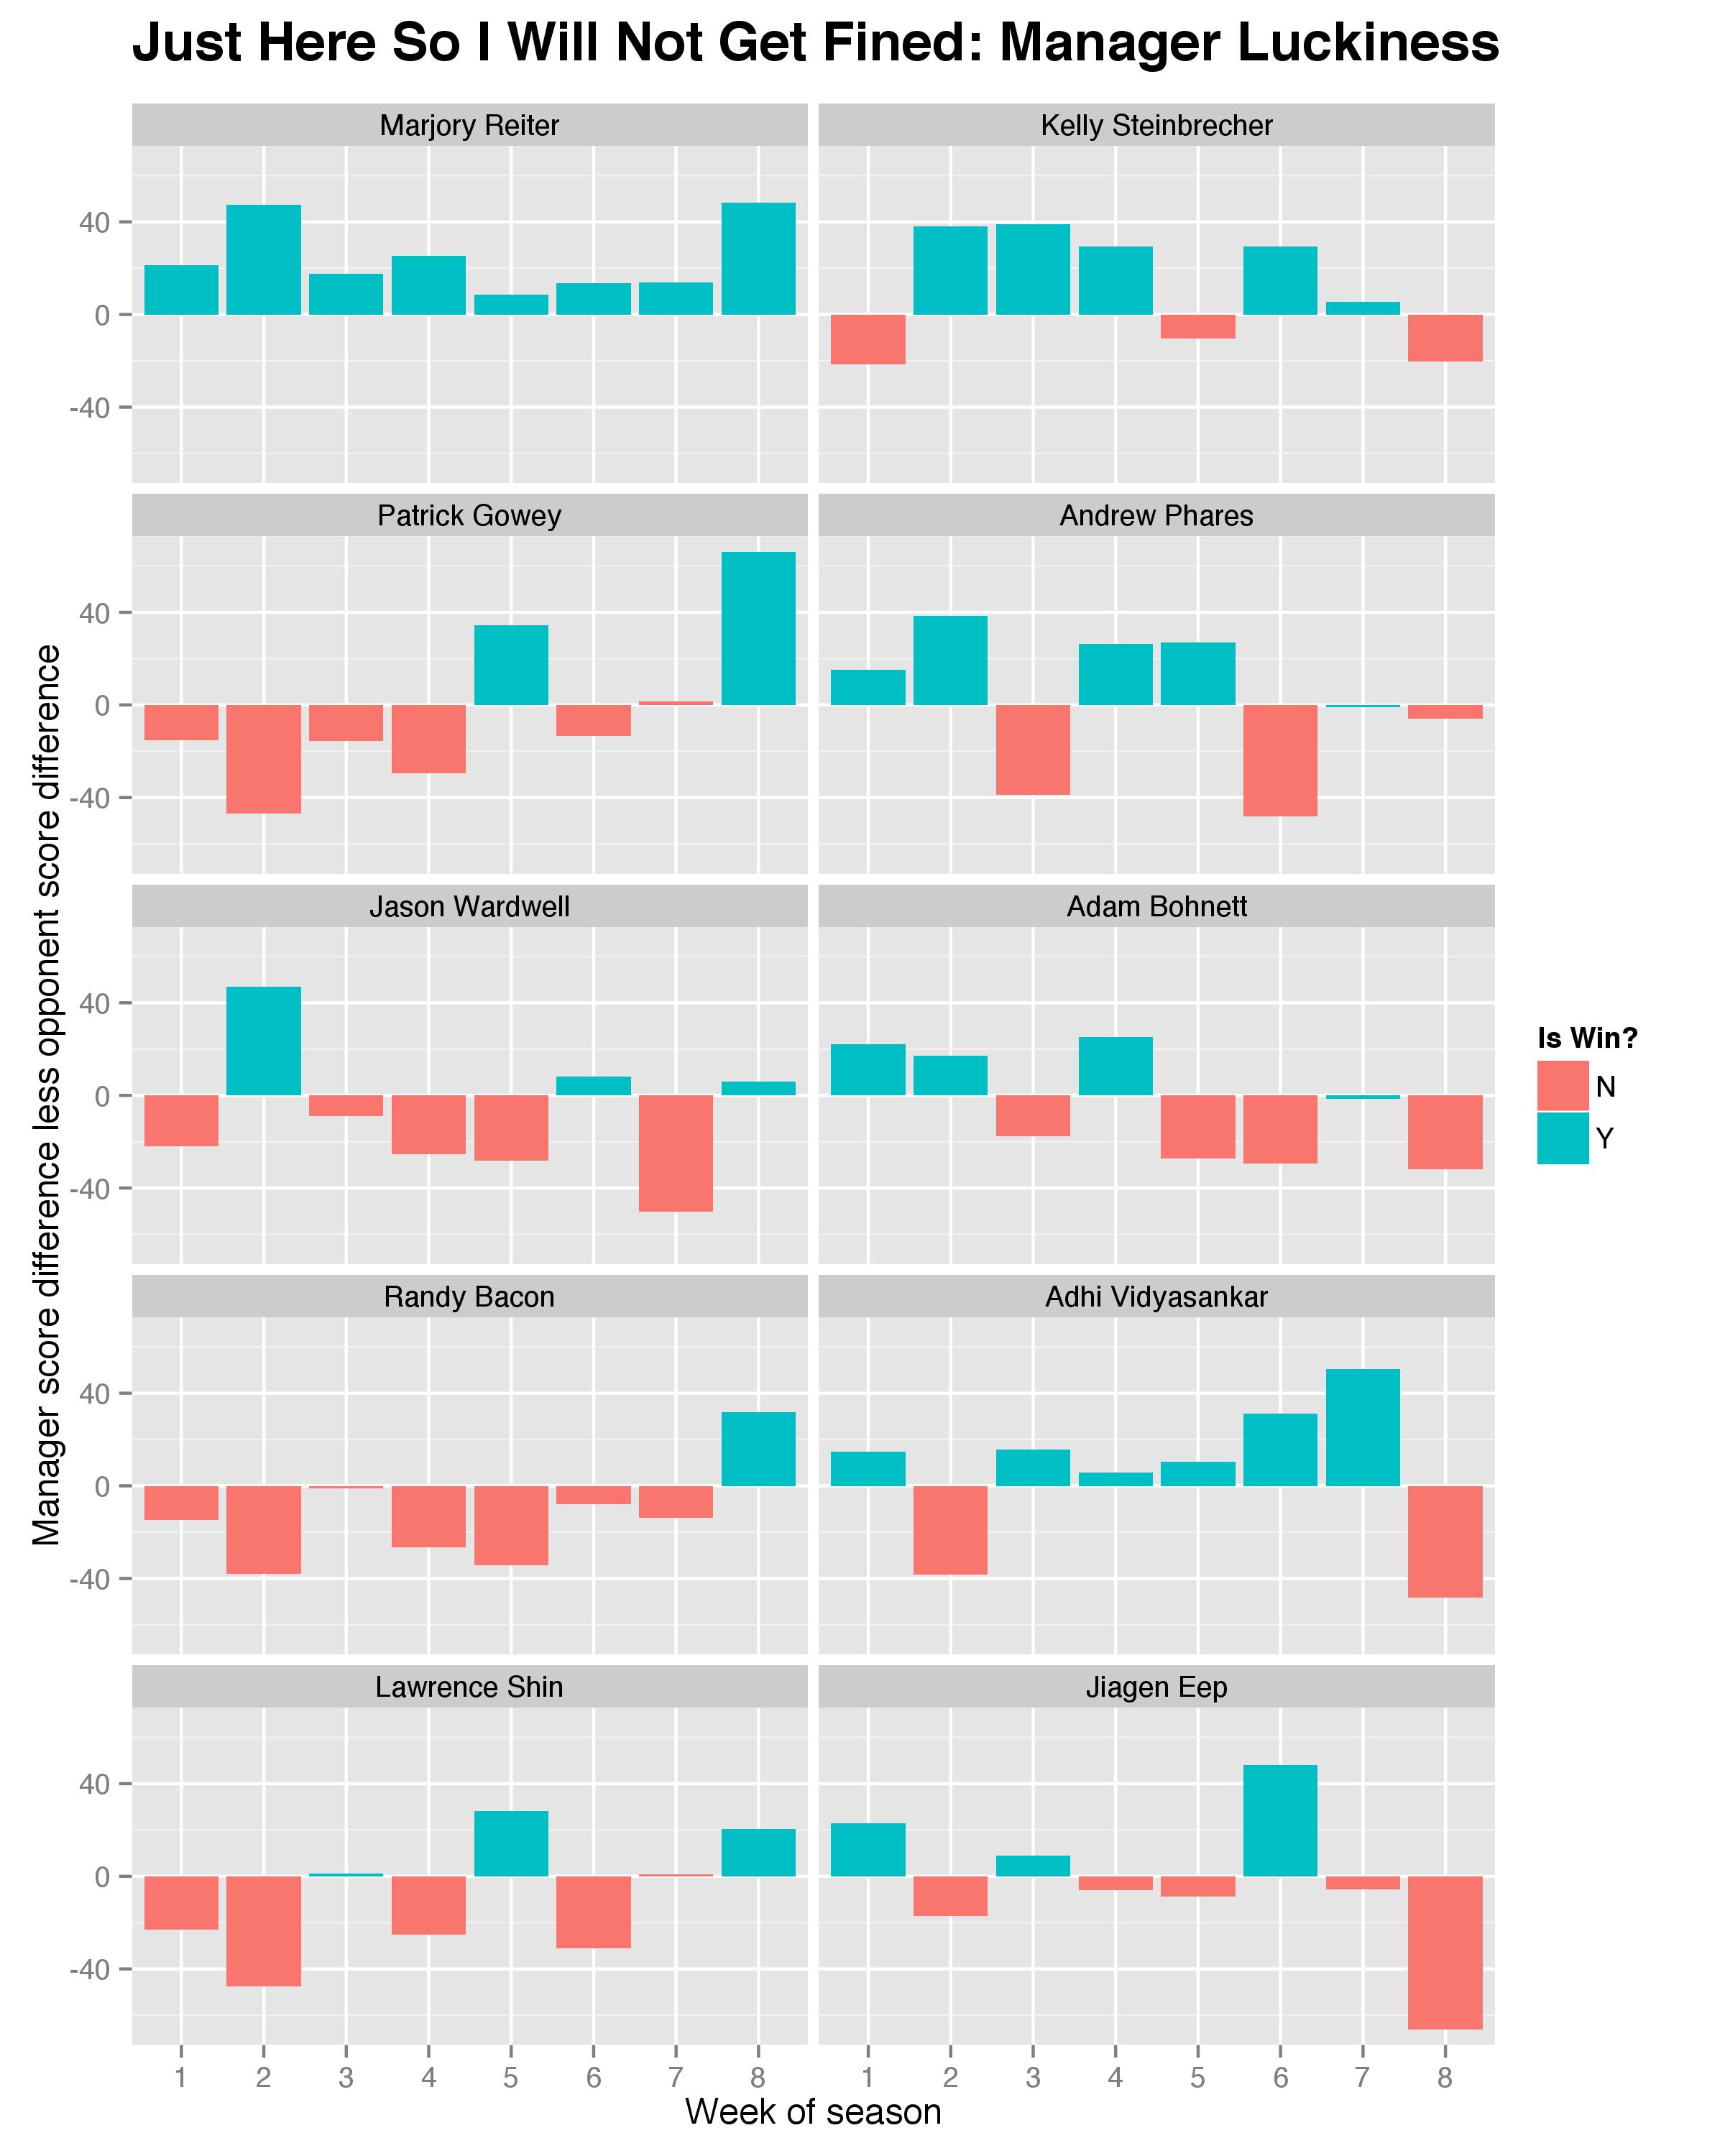 Just Here So I Will Not Get Fined: Manager Luckiness
Manager score difference less opponent score difference
Marjory Reiter
Kelly Steinbrecher
40
0
-40
Patrick Gowey
Andrew Phares
40
0
-40
Jason Wardwell
Adam Bohnett
40
0
-40
Is Win?
N
Y
Randy Bacon
Adhi Vidyasankar
40
0
-40
Lawrence Shin
Jiagen Eep
40
0
-40
1 2 3 4 5 6 7 8
1 2 3 4 5 6 7 8
Week of season